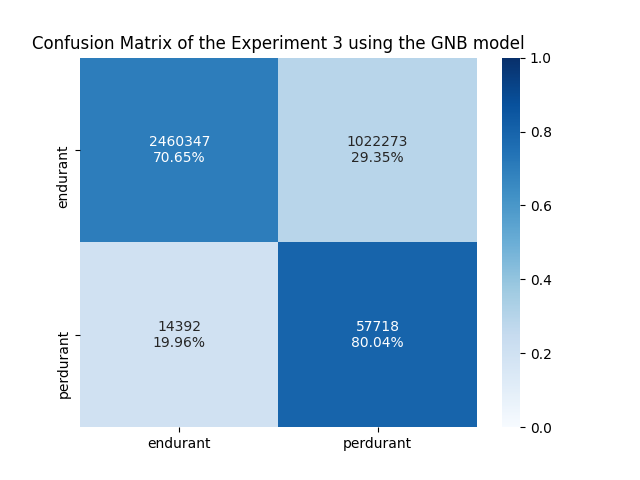 Confusion Matrix of the Experiment 3 using the GNB model
endurant
2460347
70.65%
1022273
29.35%
perdurant
14392
19.96%
57718
80.04%
endurant
perdurant
1.0
0.8
0.6
0.4
0.2
0.0